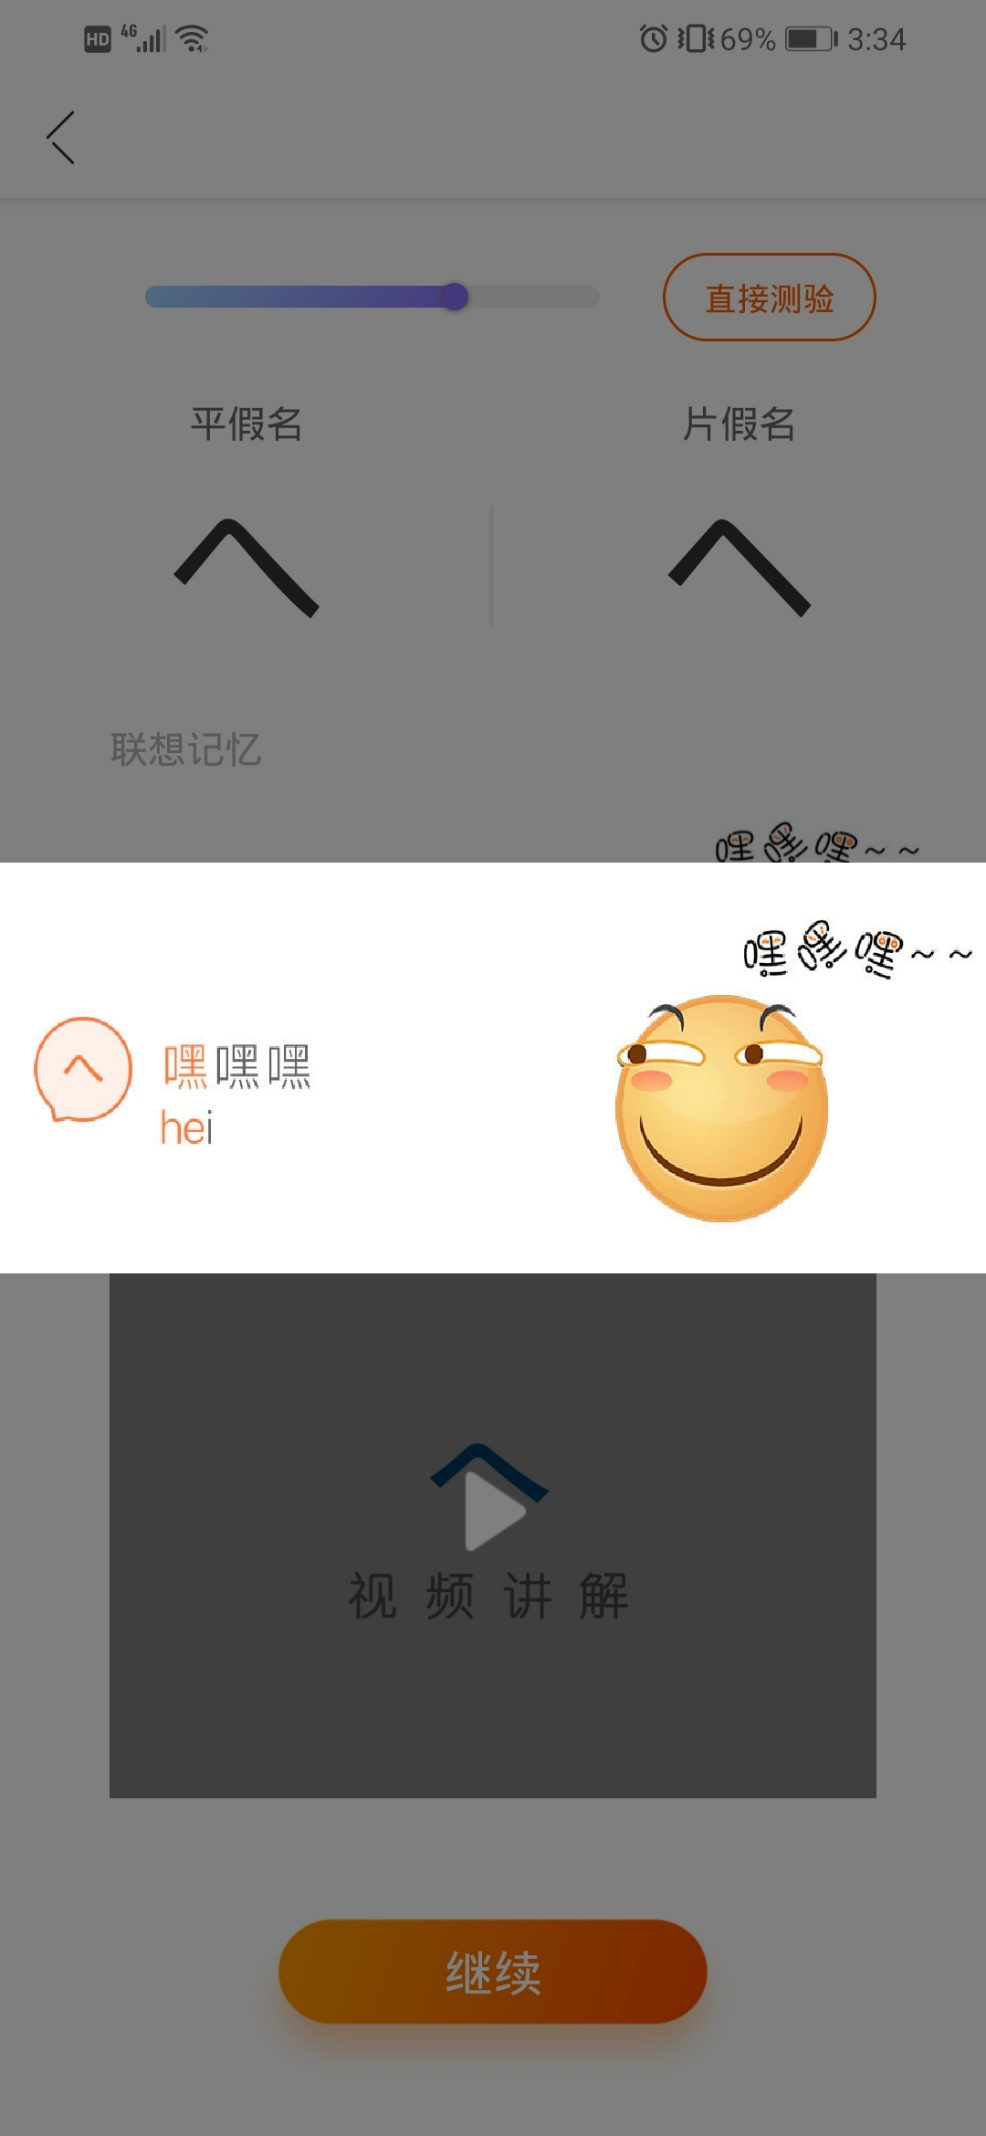 HD 4G 69% 3:34
直接测验
平假名 片假名
へ ヘ
联想记忆
嘿嘿嘿~~
嘿嘿嘿~~
へ 嘿嘿嘿
hei
へ
视频讲解
继续